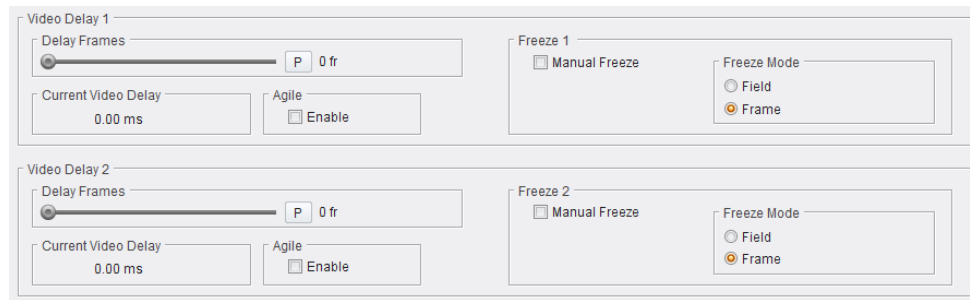 Video Delay 1
Delay Frames
P 0 fr
Current Video Delay
0.00 ms
Agile
Enable
Freeze 1
Manual Freeze
Freeze Mode
Field
Frame
Video Delay 2
Delay Frames
P 0 fr
Current Video Delay
0.00 ms
Agile
Enable
Freeze 2
Manual Freeze
Freeze Mode
Field
Frame